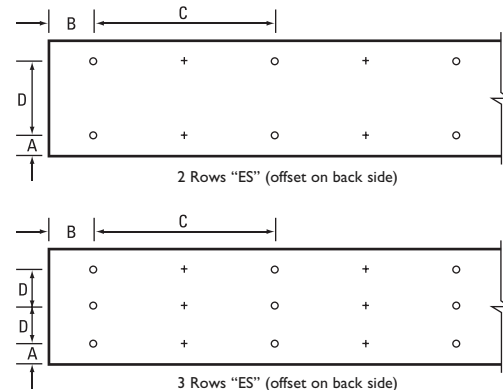 B C
D
A
2 Rows “ES” (offset on back side)
B C
D
D
A
3 Rows “ES” (offset on back side)